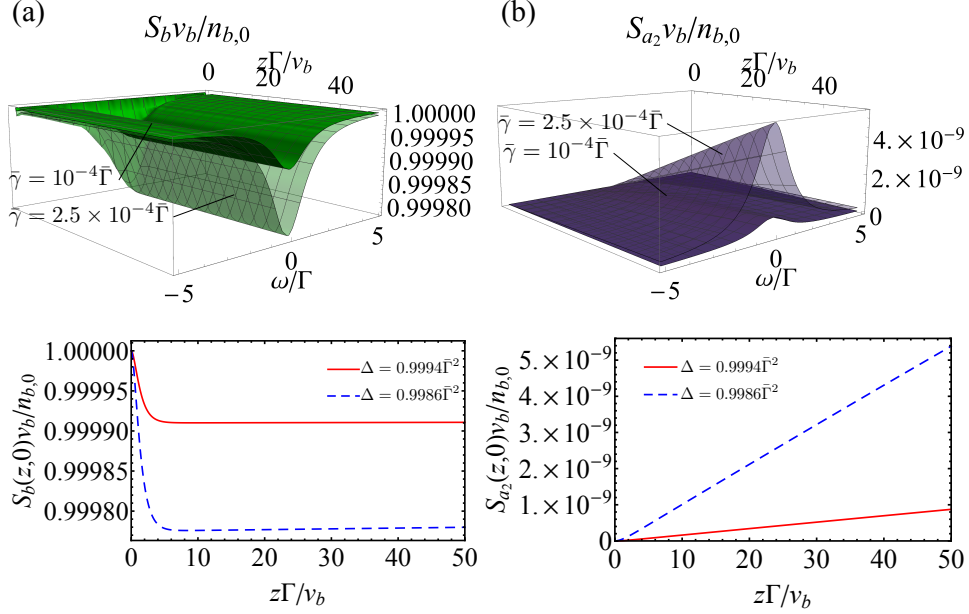 (a)
S_b v_b/n_{b,0}
0
zΓ/v_b
20
40
1.00000
0.99995
0.99990
0.99985
0.99980
γ̄ = 10⁻⁴Γ̄
γ̄ = 2.5 × 10⁻⁴Γ̄
5
0
ω/Γ
−5
(b)
S_{a_2} v_b/n_{b,0}
0
zΓ/v_b
20
40
γ̄ = 2.5 × 10⁻⁴Γ̄
γ̄ = 10⁻⁴Γ̄
4.×10⁻⁹
2.×10⁻⁹
0
5
0
ω/Γ
−5
S_b(z,0)v_b/n_{b,0}
1.00000
0.99995
0.99990
0.99985
0.99980
Δ = 0.9994Γ̄²
Δ = 0.9986Γ̄²
0 10 20 30 40 50
zΓ/v_b
S_{a_2}(z,0)v_b/n_{b,0}
5.×10⁻⁹
4.×10⁻⁹
3.×10⁻⁹
2.×10⁻⁹
1.×10⁻⁹
0
Δ = 0.9994Γ̄²
Δ = 0.9986Γ̄²
0 10 20 30 40 50
zΓ/v_b